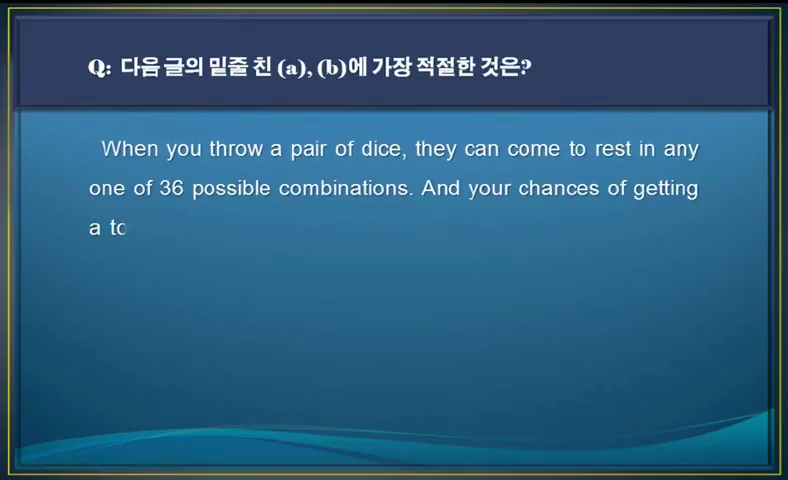 Q: 다음 글의 밑줄 친 (a), (b)에 가장 적절한 것은?
When you throw a pair of dice, they can come to rest in any
one of 36 possible combinations. And your chances of getting
a to